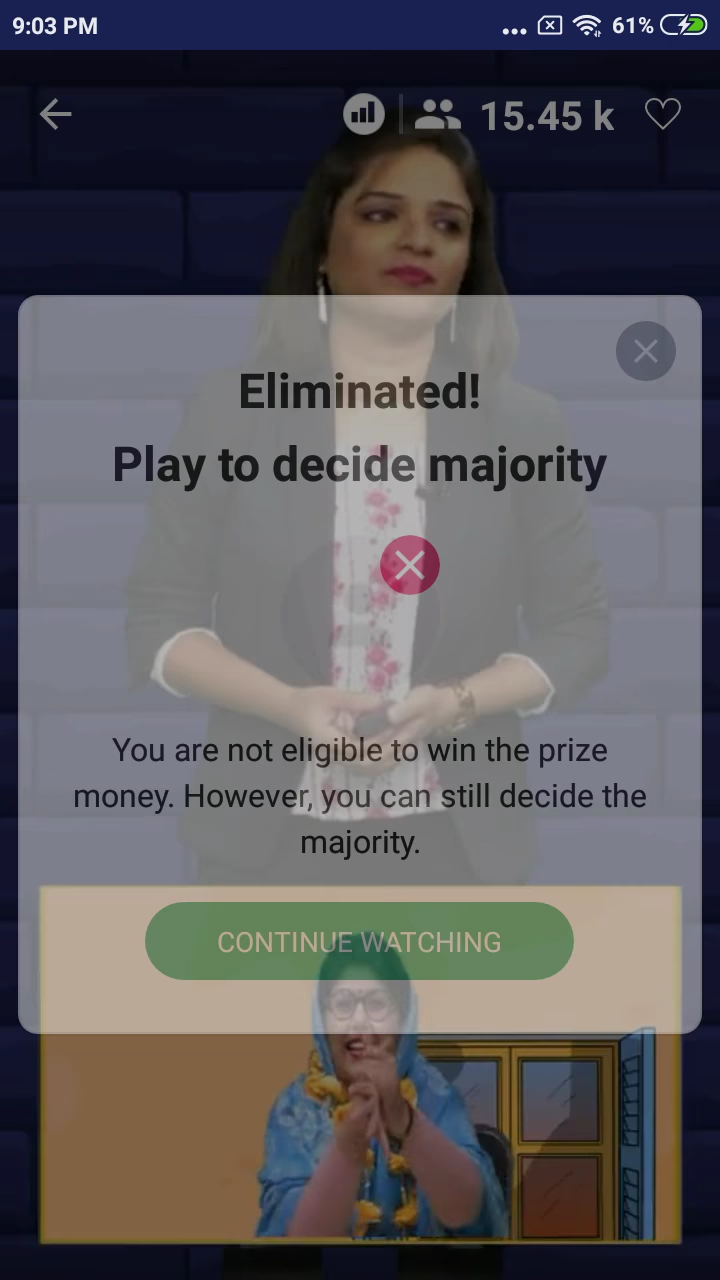 9:03 PM
61%
15.45 k
Eliminated!
Play to decide majority
You are not eligible to win the prize
money. However, you can still decide the
majority.
CONTINUE WATCHING